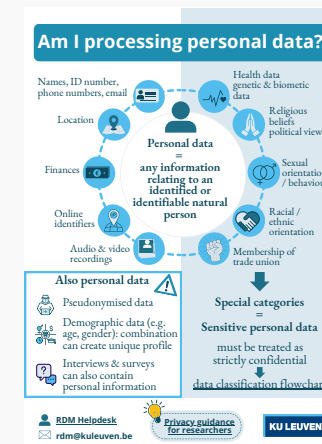 Am I processing personal data?
Names, ID number,
phone numbers, email
Health data
genetic & biometic
data
Location
Religious
beliefs
political view
Personal data
=
any information
relating to an
identified or
identifiable natural
person
Finances
Sexual
orientatio
/ behavio
Online
identifiers
Racial /
ethnic
orientation
Audio & video
recordings
Membership of
trade union
Also personal data
Pseudonymised data
Demographic data (e.g.
age, gender): combination
can create unique profile
Interviews & surveys
can also contain
personal information
Special categories
=
Sensitive personal data
must be treated as
strictly confidential
data classification flowchar
RDM Helpdesk
rdm@kuleuven.be
Privacy guidance
for researchers
KU LEUVEN